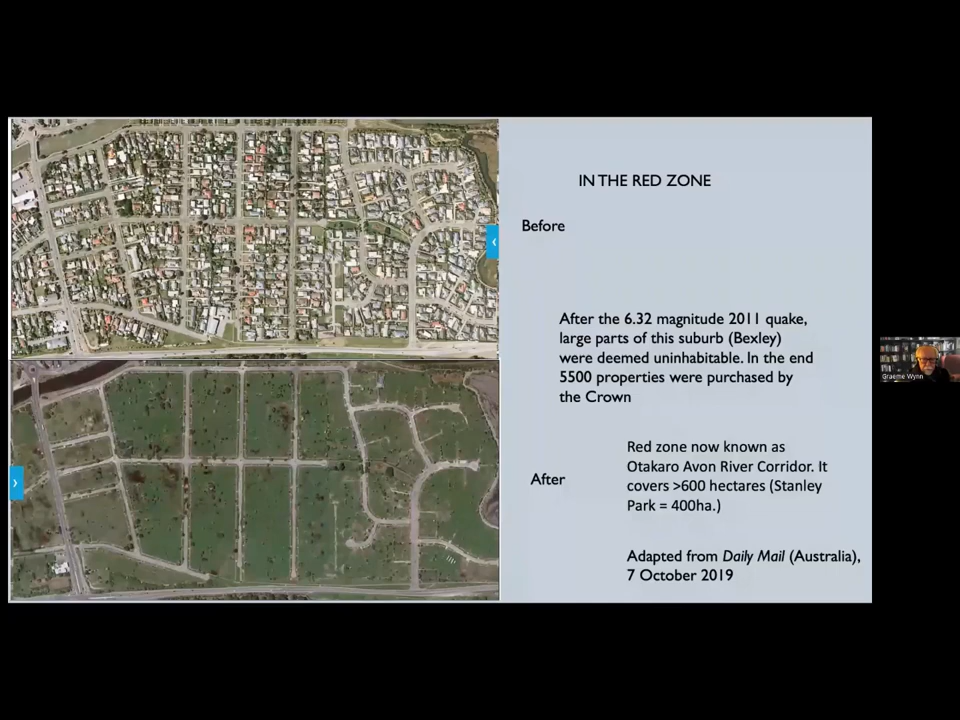 IN THE RED ZONE
Before
After the 6.32 magnitude 2011 quake,
large parts of this suburb (Bexley)
were deemed uninhabitable. In the end
5500 properties were purchased by
the Crown
Red zone now known as
Otakaro Avon River Corridor. It
covers >600 hectares (Stanley
Park = 400ha.)
After
Adapted from Daily Mail (Australia),
7 October 2019
Graeme Wynn